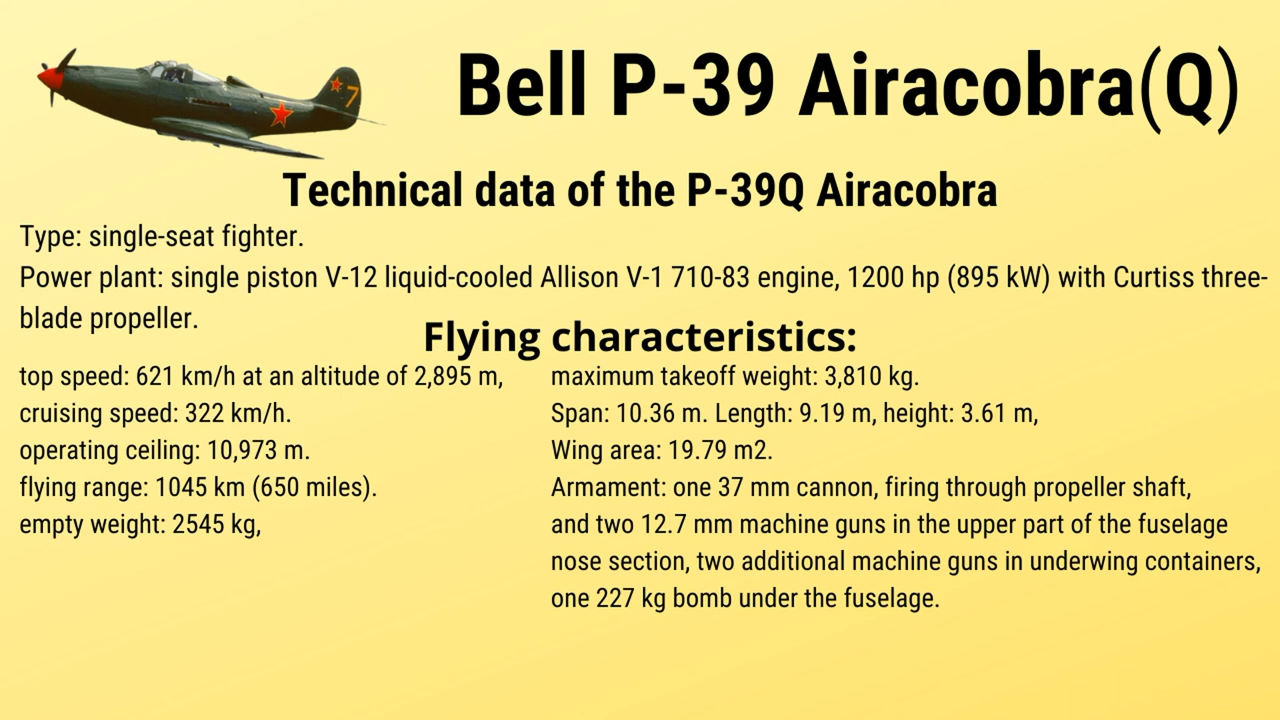 Bell P-39 Airacobra(Q)
7
Technical data of the P-39Q Airacobra
Type: single-seat fighter.
Power plant: single piston V-12 liquid-cooled Allison V-1 710-83 engine, 1200 hp (895 kW) with Curtiss three-
blade propeller.
Flying characteristics:
top speed: 621 km/h at an altitude of 2,895 m,
cruising speed: 322 km/h.
operating ceiling: 10,973 m.
flying range: 1045 km (650 miles).
empty weight: 2545 kg,
maximum takeoff weight: 3,810 kg.
Span: 10.36 m. Length: 9.19 m, height: 3.61 m,
Wing area: 19.79 m2.
Armament: one 37 mm cannon, firing through propeller shaft,
and two 12.7 mm machine guns in the upper part of the fuselage
nose section, two additional machine guns in underwing containers,
one 227 kg bomb under the fuselage.